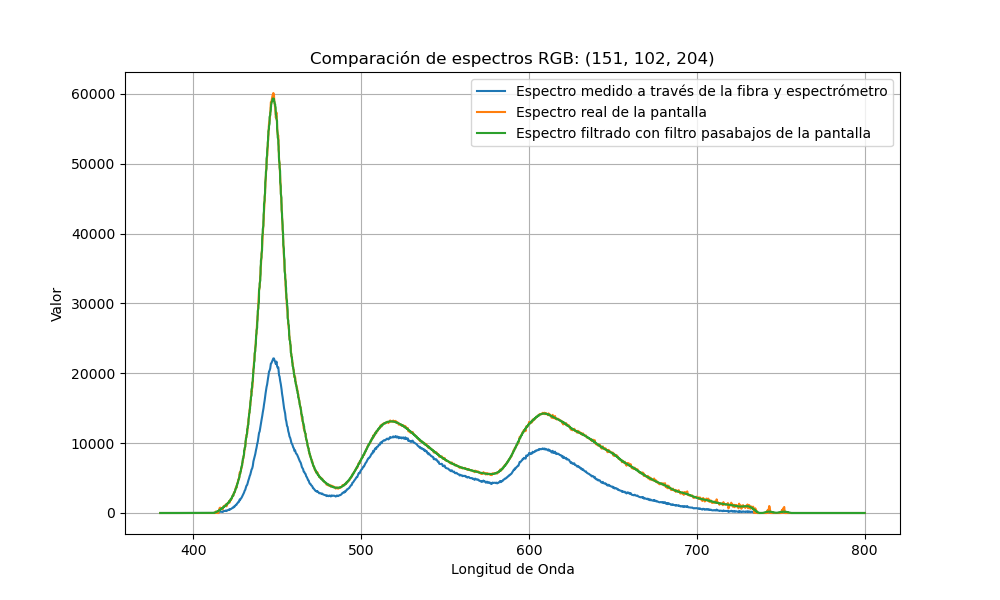 Comparación de espectros RGB: (151, 102, 204)
Espectro medido a través de la fibra y espectrómetro
Espectro real de la pantalla
Espectro filtrado con filtro pasabajos de la pantalla
60000
50000
40000
30000
20000
10000
0
Valor
400
500
600
700
800
Longitud de Onda